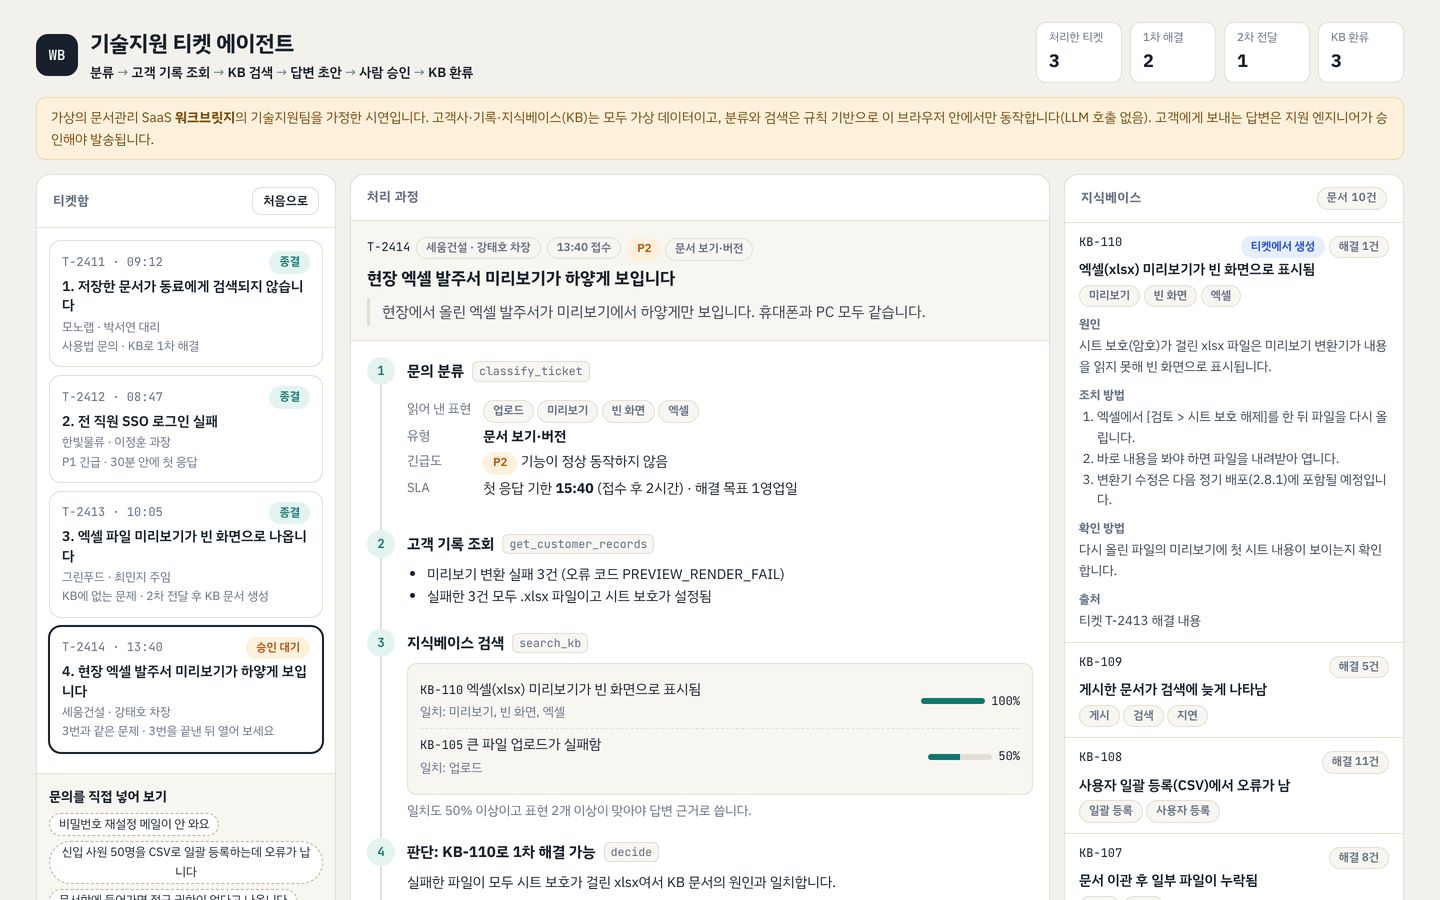 WB
기술지원 티켓 에이전트
분류 → 고객 기록 조회 → KB 검색 → 답변 초안 → 사람 승인 → KB 환류
처리한 티켓
3
1차 해결
2
2차 전달
1
KB 환류
3
가상의 문서관리 SaaS 워크브릿지의 기술지원팀을 가정한 시연입니다. 고객사·기록·지식베이스(KB)는 모두 가상 데이터이고, 분류와 검색은 규칙 기반으로 이 브라우저 안에서만 동작합니다(LLM 호출 없음). 고객에게 보내는 답변은 지원 엔지니어가 승
인해야 발송됩니다.
티켓함
처음으로
T-2411 · 09:12
종결
1. 저장한 문서가 동료에게 검색되지 않습니
다
모노랩 · 박서연 대리
사용법 문의 · KB로 1차 해결
T-2412 · 08:47
종결
2. 전 직원 SSO 로그인 실패
한빛물류 · 이정훈 과장
P1 긴급 · 30분 안에 첫 응답
T-2413 · 10:05
종결
3. 엑셀 파일 미리보기가 빈 화면으로 나옵니
다
그린푸드 · 최민지 주임
KB에 없는 문제 · 2차 전달 후 KB 문서 생성
T-2414 · 13:40
승인 대기
4. 현장 엑셀 발주서 미리보기가 하얗게 보입
니다
세움건설 · 강태호 차장
3번과 같은 문제 · 3번을 끝낸 뒤 열어 보세요
문의를 직접 넣어 보기
비밀번호 재설정 메일이 안 와요
신입 사원 50명을 CSV로 일괄 등록하는데 오류가 납
니다
처리 과정
T-2414 세움건설 · 강태호 차장 13:40 접수 P2 문서 보기·버전
현장 엑셀 발주서 미리보기가 하얗게 보입니다
현장에서 올린 엑셀 발주서가 미리보기에서 하얗게만 보입니다. 휴대폰과 PC 모두 같습니다.
1 문의 분류 classify_ticket
읽어 낸 표현 업로드 미리보기 빈 화면 엑셀
유형 문서 보기·버전
긴급도 P2 기능이 정상 동작하지 않음
SLA 첫 응답 기한 15:40 (접수 후 2시간) · 해결 목표 1영업일
2 고객 기록 조회 get_customer_records
• 미리보기 변환 실패 3건 (오류 코드 PREVIEW_RENDER_FAIL)
• 실패한 3건 모두 .xlsx 파일이고 시트 보호가 설정됨
3 지식베이스 검색 search_kb
KB-110 엑셀(xlsx) 미리보기가 빈 화면으로 표시됨
일치: 미리보기, 빈 화면, 엑셀
100%
KB-105 큰 파일 업로드가 실패함
일치: 업로드
50%
일치도 50% 이상이고 표현 2개 이상이 맞아야 답변 근거로 씁니다.
4 판단: KB-110로 1차 해결 가능 decide
실패한 파일이 모두 시트 보호가 걸린 xlsx여서 KB 문서의 원인과 일치합니다.
지식베이스
문서 10건
KB-110
티켓에서 생성 해결 1건
엑셀(xlsx) 미리보기가 빈 화면으로 표시됨
미리보기 빈 화면 엑셀
원인
시트 보호(암호)가 걸린 xlsx 파일은 미리보기 변환기가 내용
을 읽지 못해 빈 화면으로 표시됩니다.
조치 방법
1. 엑셀에서 [검토 > 시트 보호 해제]를 한 뒤 파일을 다시 올
립니다.
2. 바로 내용을 봐야 하면 파일을 내려받아 엽니다.
3. 변환기 수정은 다음 정기 배포(2.8.1)에 포함될 예정입니
다.
확인 방법
다시 올린 파일의 미리보기에 첫 시트 내용이 보이는지 확인
합니다.
출처
티켓 T-2413 해결 내용
KB-109
해결 5건
게시한 문서가 검색에 늦게 나타남
게시 검색 지연
KB-108
해결 11건
사용자 일괄 등록(CSV)에서 오류가 남
일괄 등록 사용자 등록
KB-107
해결 8건
문서 이관 후 일부 파일이 누락됨